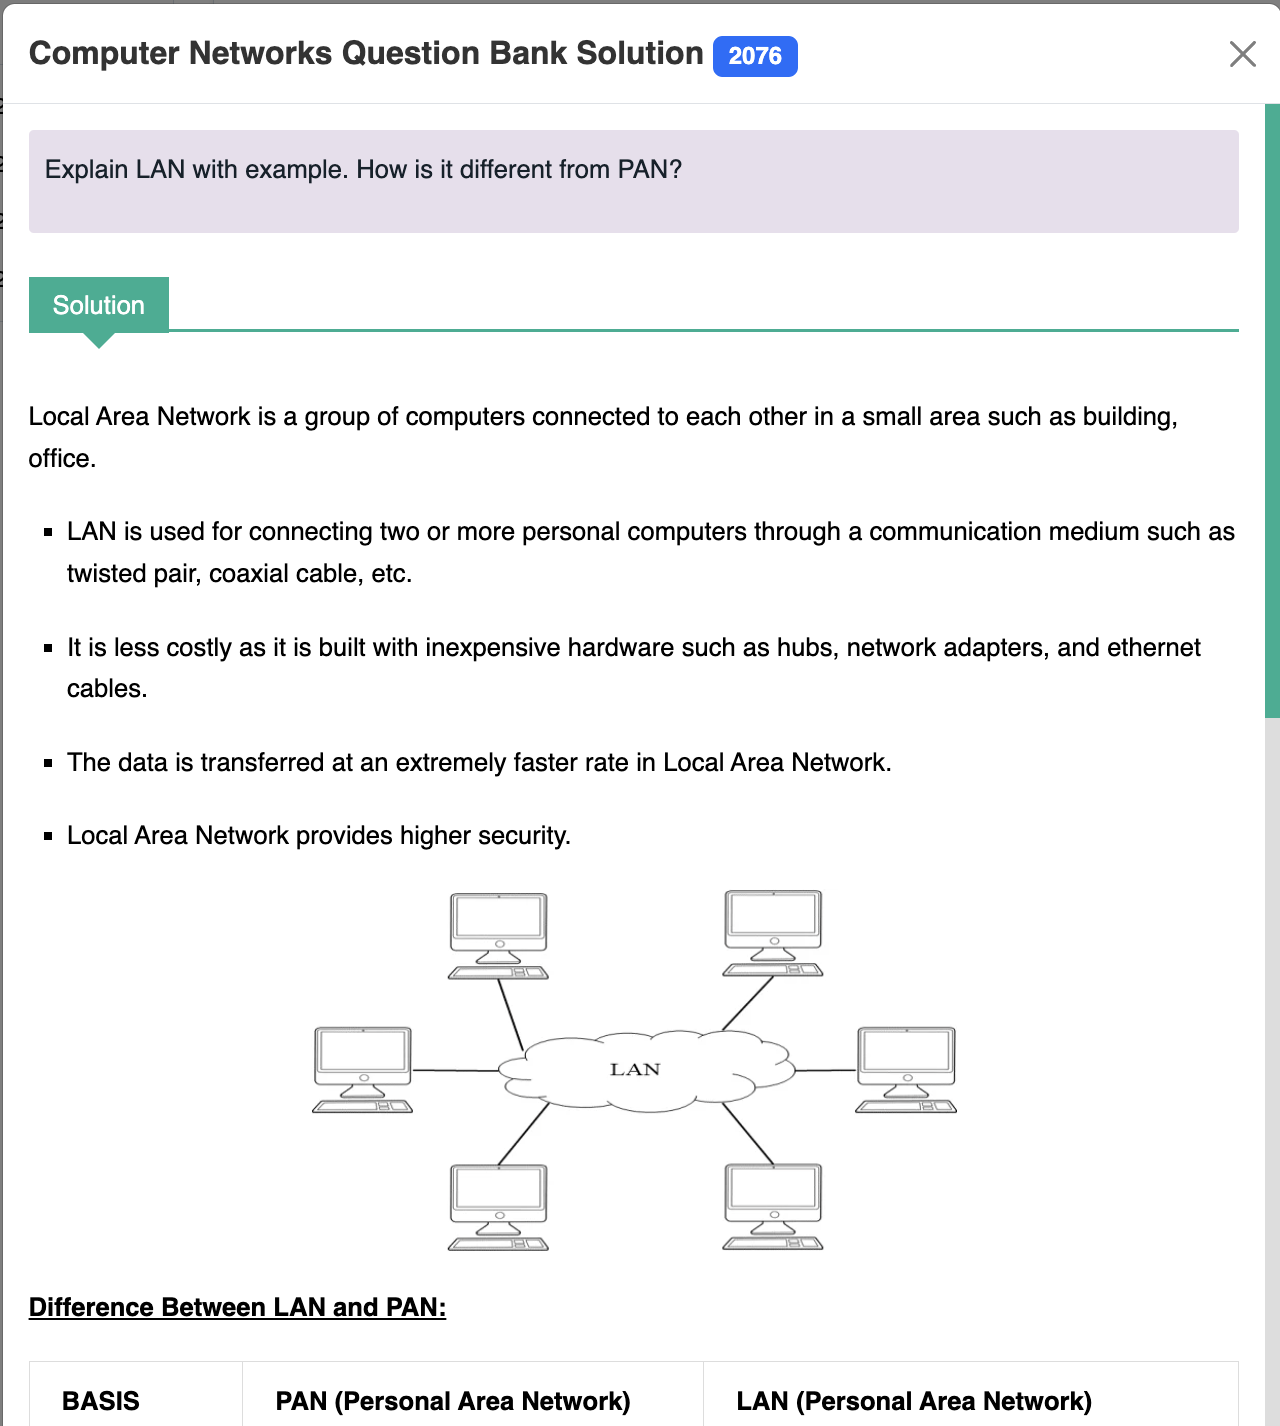 Computer Networks Question Bank Solution 2076
Explain LAN with example. How is it different from PAN?
Solution
Local Area Network is a group of computers connected to each other in a small area such as building,
office.
▪ LAN is used for connecting two or more personal computers through a communication medium such as
twisted pair, coaxial cable, etc.
▪ It is less costly as it is built with inexpensive hardware such as hubs, network adapters, and ethernet
cables.
▪ The data is transferred at an extremely faster rate in Local Area Network.
▪ Local Area Network provides higher security.
LAN
Difference Between LAN and PAN:
BASIS PAN (Personal Area Network) LAN (Personal Area Network)